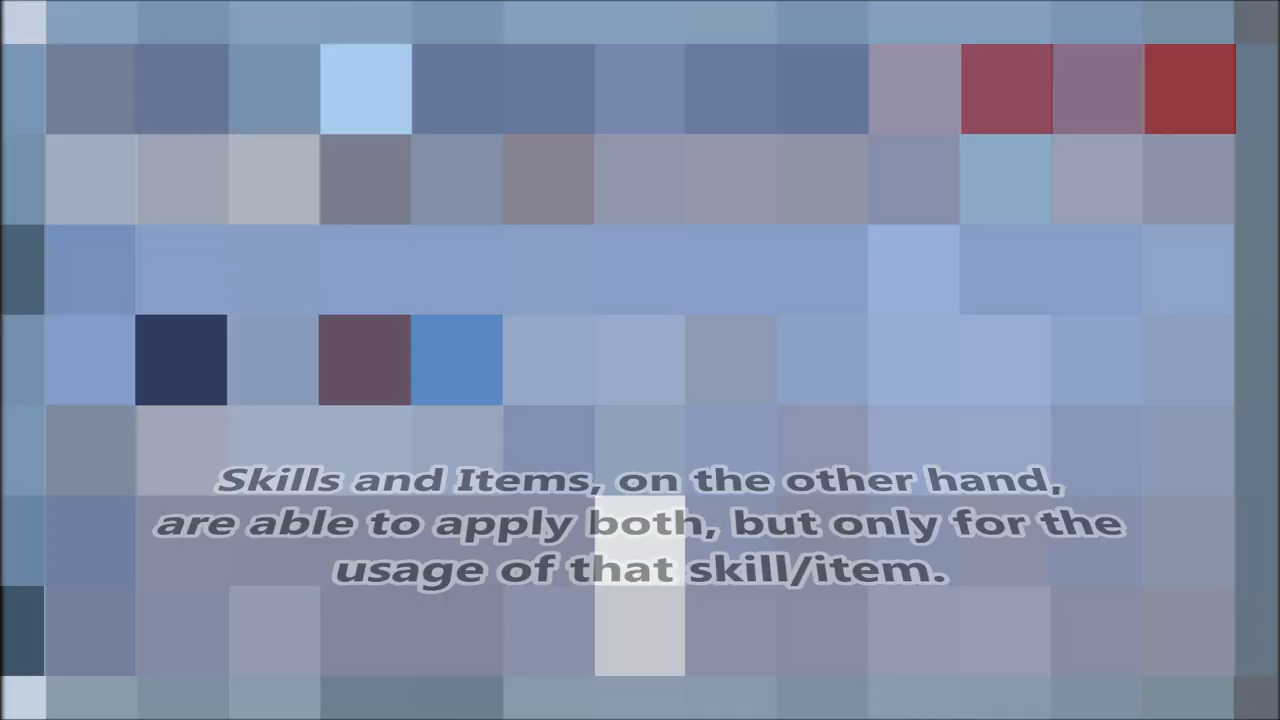 Skills and Items, on the other hand,
are able to apply both, but only for the
usage of that skill/item.